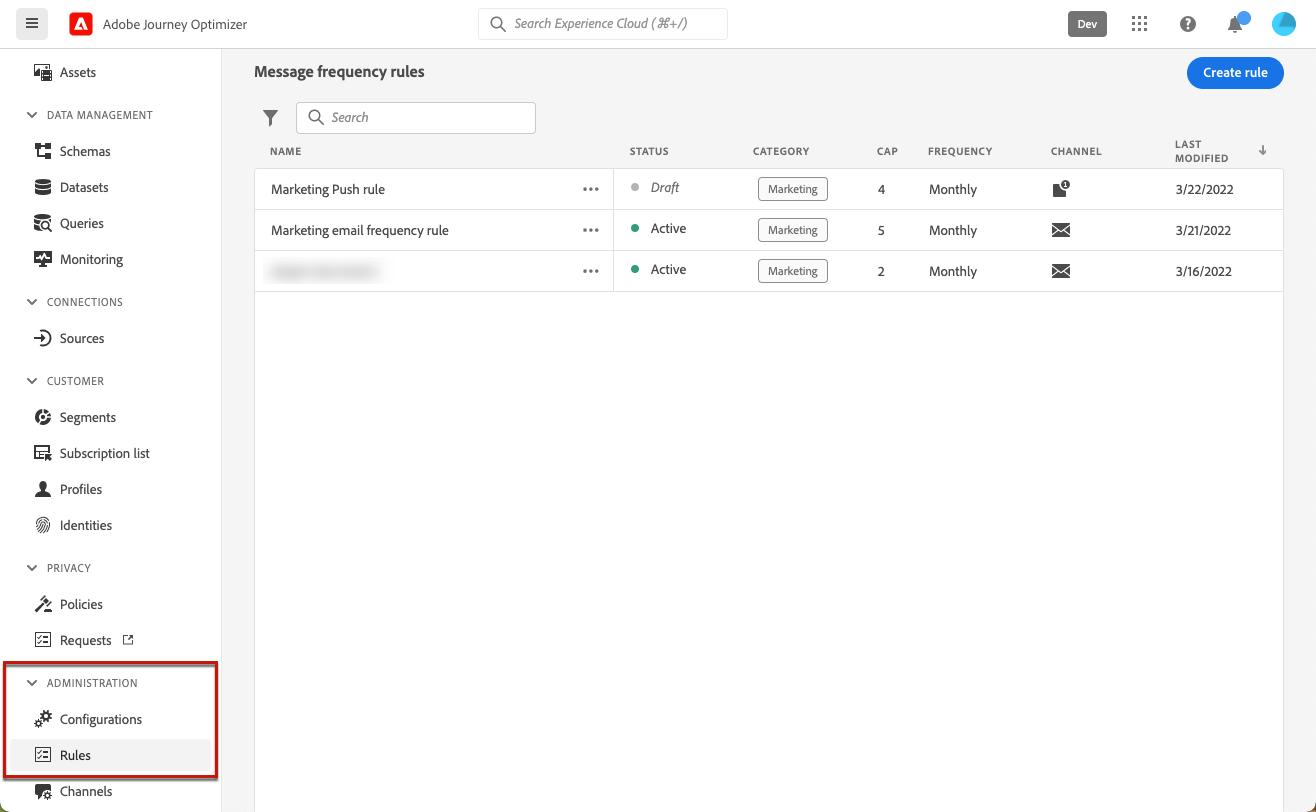 Adobe Journey Optimizer
Search Experience Cloud (⌘+/)
Dev
Assets
DATA MANAGEMENT
Schemas
Datasets
Queries
Monitoring
CONNECTIONS
Sources
CUSTOMER
Segments
Subscription list
Profiles
Identities
PRIVACY
Policies
Requests
ADMINISTRATION
Configurations
Rules
Channels
Message frequency rules
Create rule
Search
NAME STATUS CATEGORY CAP FREQUENCY CHANNEL LAST MODIFIED
Marketing Push rule Draft Marketing 4 Monthly 1 3/22/2022
Marketing email frequency rule Active Marketing 5 Monthly 3/21/2022
Active Marketing 2 Monthly 3/16/2022